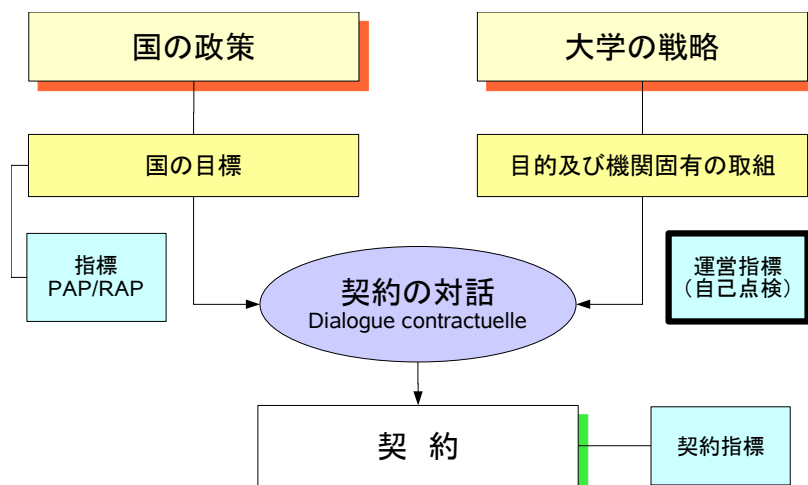 国の政策
大学の戦略
国の目標
目的及び機関固有の取組
指標
PAP/RAP
運営指標
（自己点検）
契約の対話
Dialogue contractuelle
契 約
契約指標